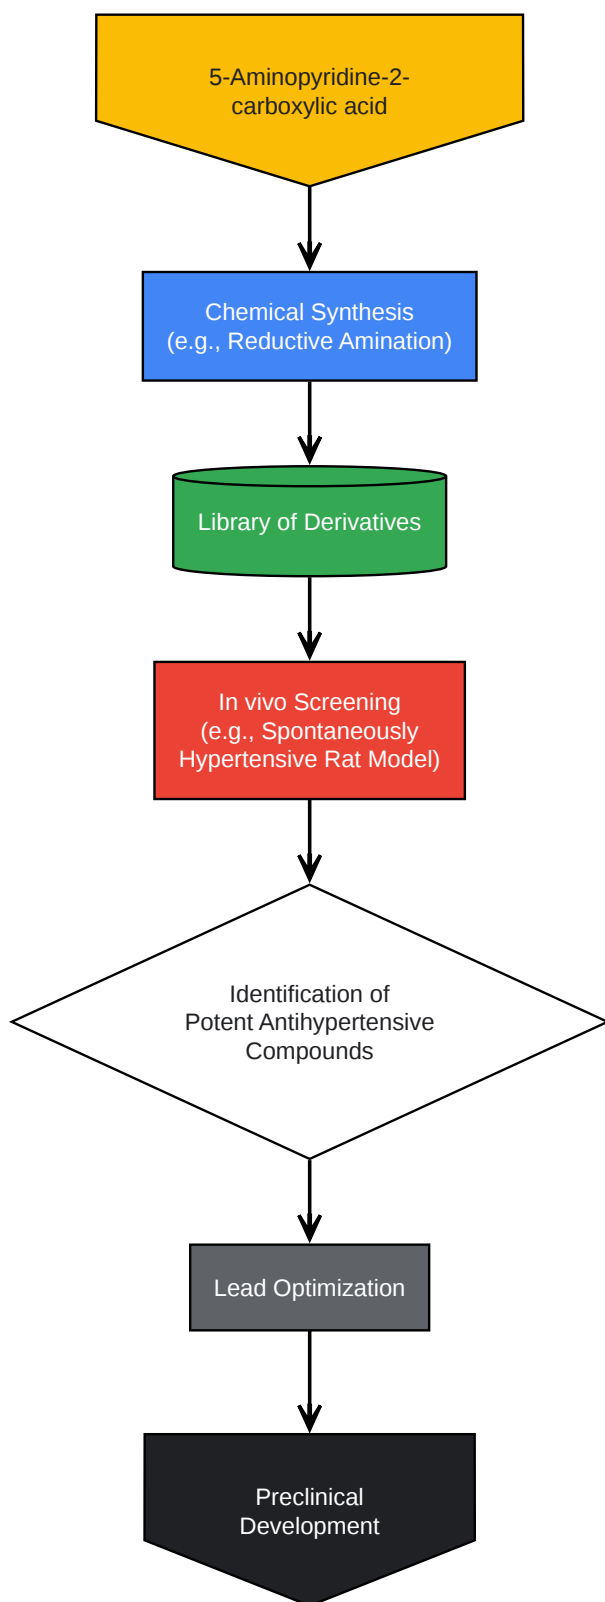 5-Aminopyridine-2-
carboxylic acid
Chemical Synthesis
(e.g., Reductive Amination)
Library of Derivatives
In vivo Screening
(e.g., Spontaneously
Hypertensive Rat Model)
Identification of
Potent Antihypertensive
Compounds
Lead Optimization
Preclinical
Development